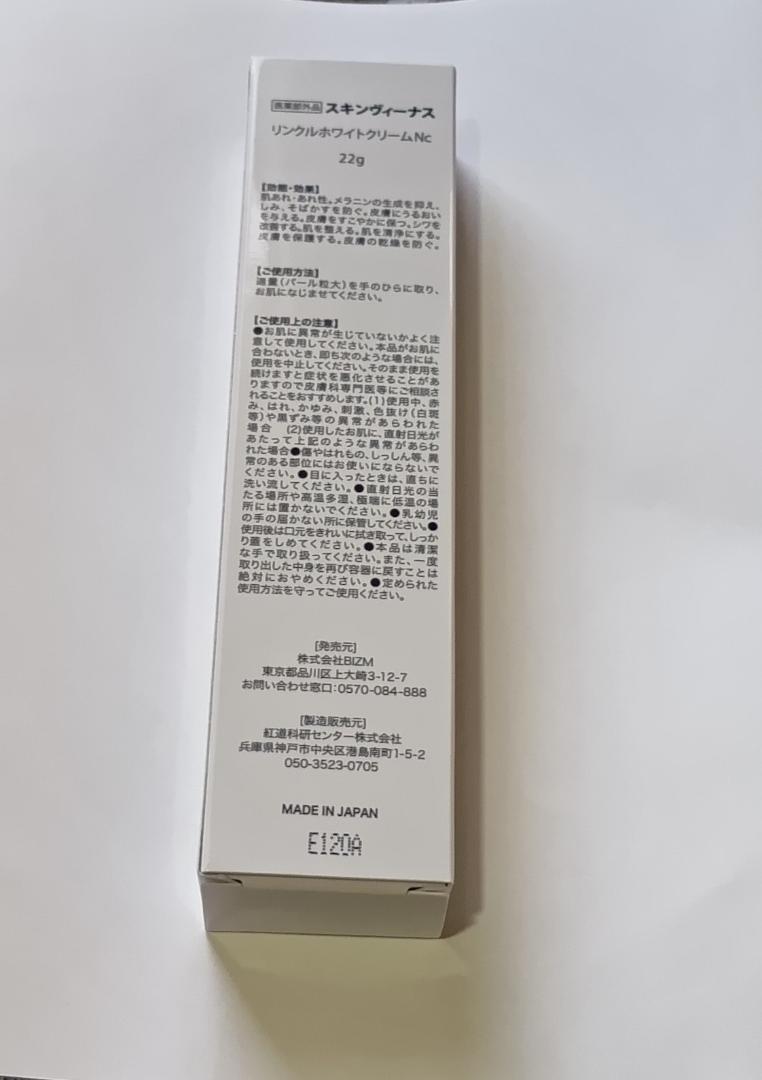 医薬部外品 スキンヴィーナス
リンクルホワイトクリームNc
22g
【効能・効果】
肌あれ・あれ性。メラニンの生成を抑え、
しみ、そばかすを防ぐ。皮膚にうるおい
を与える。皮膚をすこやかに保つ。シワを
改善する。肌を整える。肌を清浄にする。
皮膚を保護する。皮膚の乾燥を防ぐ。
【ご使用方法】
適量(パール粒大)を手のひらに取り、
お肌になじませてください。
【ご使用上の注意】
●お肌に異常が生じていないかよく注
意して使用してください。本品がお肌に
合わないとき、即ち次のような場合には、
使用を中止してください。そのまま使用を
続けますと症状を悪化させることがあ
りますので皮膚科専門医等にご相談さ
れることをおすすめします。(1)使用中、赤
み、はれ、かゆみ、刺激、色抜け(白斑
等)や黒ずみ等の異常があらわれた
場合 (2)使用したお肌に、直射日光が
あたって上記のような異常があらわ
れた場合●傷やはれもの、しっしん等、異
常のある部位にはお使いにならないで
ください。●目に入ったときは、直ちに
洗い流してください。●直射日光の当
たる場所や高温多湿、極端に低温の場
所には置かないでください。●乳幼児
の手の届かない所に保管してください。●
使用後は口元をきれいに拭き取って、しっか
り蓋をしめてください。●本品は清潔
な手で取り扱ってください。また、一度
取り出した中身を再び容器に戻すことは
絶対におやめください。●定められた
使用方法を守ってご使用ください。
[発売元]
株式会社BIZM
東京都品川区上大崎3-12-7
お問い合わせ窓口:0570-084-888
[製造販売元]
紅道科研センター株式会社
兵庫県神戸市中央区港島南町1-5-2
050-3523-0705
MADE IN JAPAN
E120A